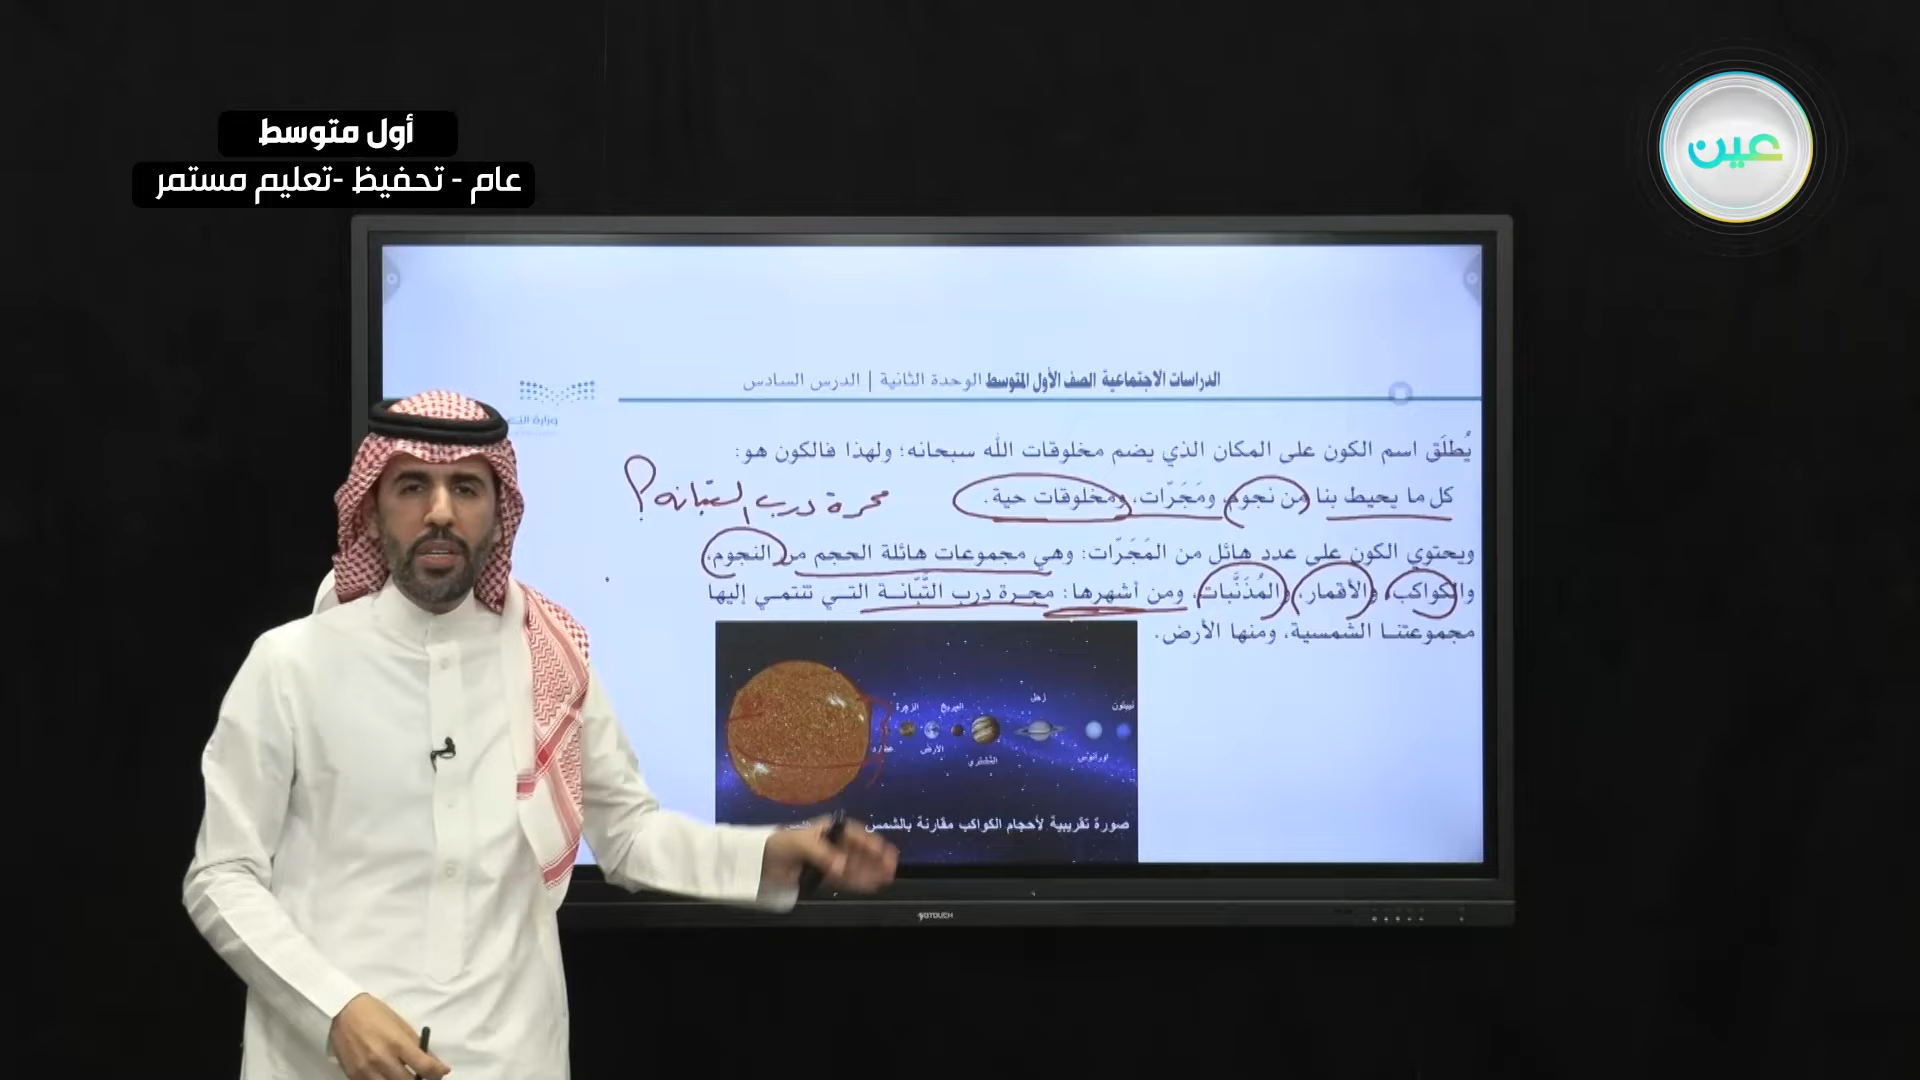 أول متوسط
عام - تحفيظ -تعليم مستمر
عين
الدراسات الاجتماعية الصف الأول المتوسط الوحدة الثانية | الدرس السادس
يُطلَق اسم الكون على المكان الذي يضم مخلوقات الله سبحانه؛ ولهذا فالكون هو:
كل ما يحيط بنا من نجوم، ومَجَرّات، ومخلوقات حية.
مجرة درب التبانه؟
ويحتوي الكون على عدد هائل من المَجَرّات: وهي مجموعات هائلة الحجم من النجوم،
والكواكب، والأقمار، والمُذَنَّبات، ومن أشهرها: مجرة درب التَّبّانة التي تنتمي إليها
مجموعتنا الشمسية، ومنها الأرض.
زحل
نيبتون
المريخ
الزهرة
عطارد
الأرض
المشتري
أورانوس
صورة تقريبية لأحجام الكواكب مقارنة بالشمس